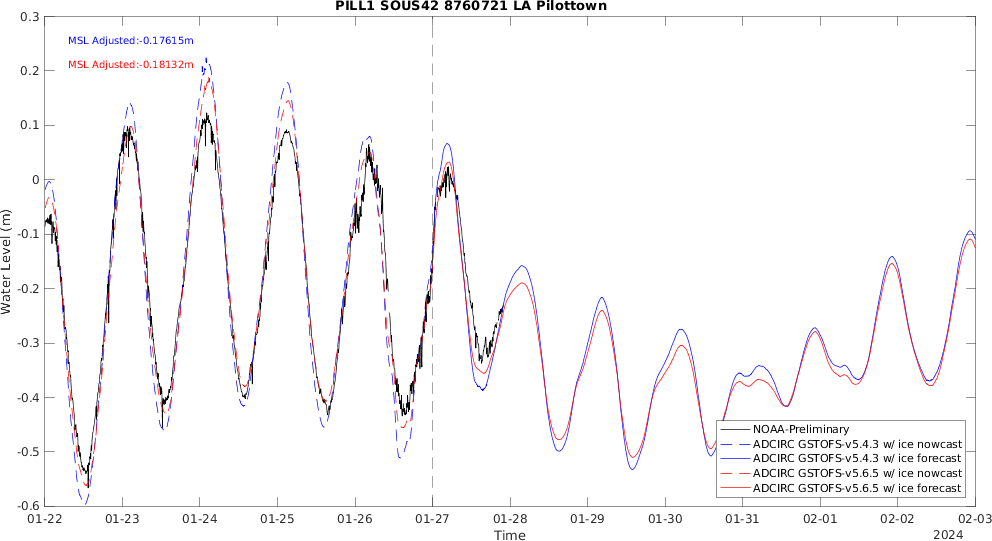 PILL1 SOUS42 8760721 LA Pilottown
MSL Adjusted:-0.17615m
MSL Adjusted:-0.18132m
Water Level (m)
0.3
0.2
0.1
0
-0.1
-0.2
-0.3
-0.4
-0.5
-0.6
NOAA-Preliminary
ADCIRC GSTOFS-v5.4.3 w/ ice nowcast
ADCIRC GSTOFS-v5.4.3 w/ ice forecast
ADCIRC GSTOFS-v5.6.5 w/ ice nowcast
ADCIRC GSTOFS-v5.6.5 w/ ice forecast
01-22 01-23 01-24 01-25 01-26 01-27 01-28 01-29 01-30 01-31 02-01 02-02 02-03
Time
2024